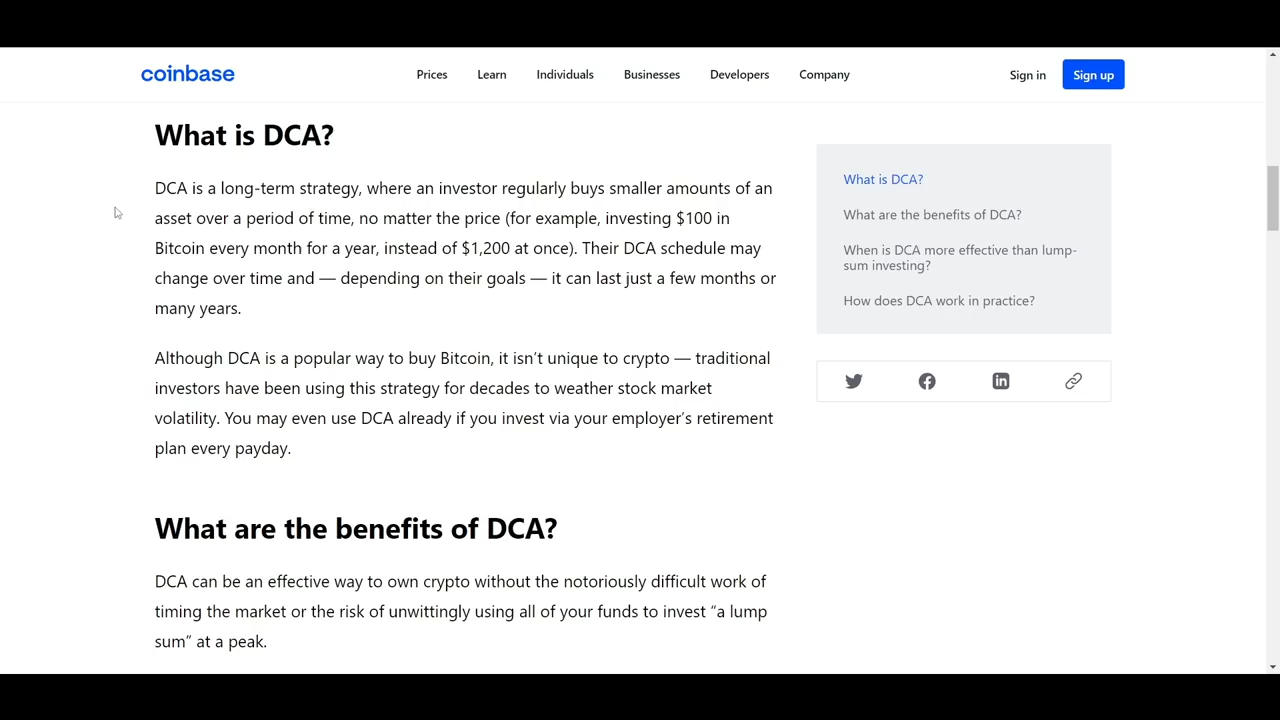 coinbase
Prices Learn Individuals Businesses Developers Company
Sign in Sign up
What is DCA?
DCA is a long-term strategy, where an investor regularly buys smaller amounts of an
asset over a period of time, no matter the price (for example, investing $100 in
Bitcoin every month for a year, instead of $1,200 at once). Their DCA schedule may
change over time and — depending on their goals — it can last just a few months or
many years.
Although DCA is a popular way to buy Bitcoin, it isn’t unique to crypto — traditional
investors have been using this strategy for decades to weather stock market
volatility. You may even use DCA already if you invest via your employer’s retirement
plan every payday.
What are the benefits of DCA?
DCA can be an effective way to own crypto without the notoriously difficult work of
timing the market or the risk of unwittingly using all of your funds to invest “a lump
sum” at a peak.
What is DCA?
What are the benefits of DCA?
When is DCA more effective than lump-
sum investing?
How does DCA work in practice?